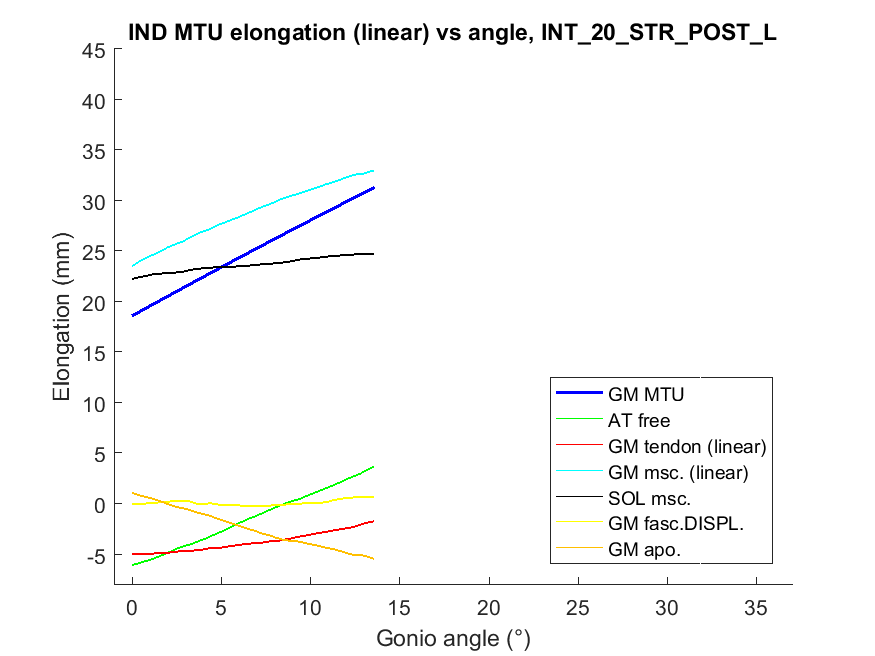 IND MTU elongation (linear) vs angle, INT_20_STR_POST_L
45
40
35
30
25
20
15
10
5
0
-5
Elongation (mm)
0 5 10 15 20 25 30 35
Gonio angle (°)
GM MTU
AT free
GM tendon (linear)
GM msc. (linear)
SOL msc.
GM fasc.DISPL.
GM apo.